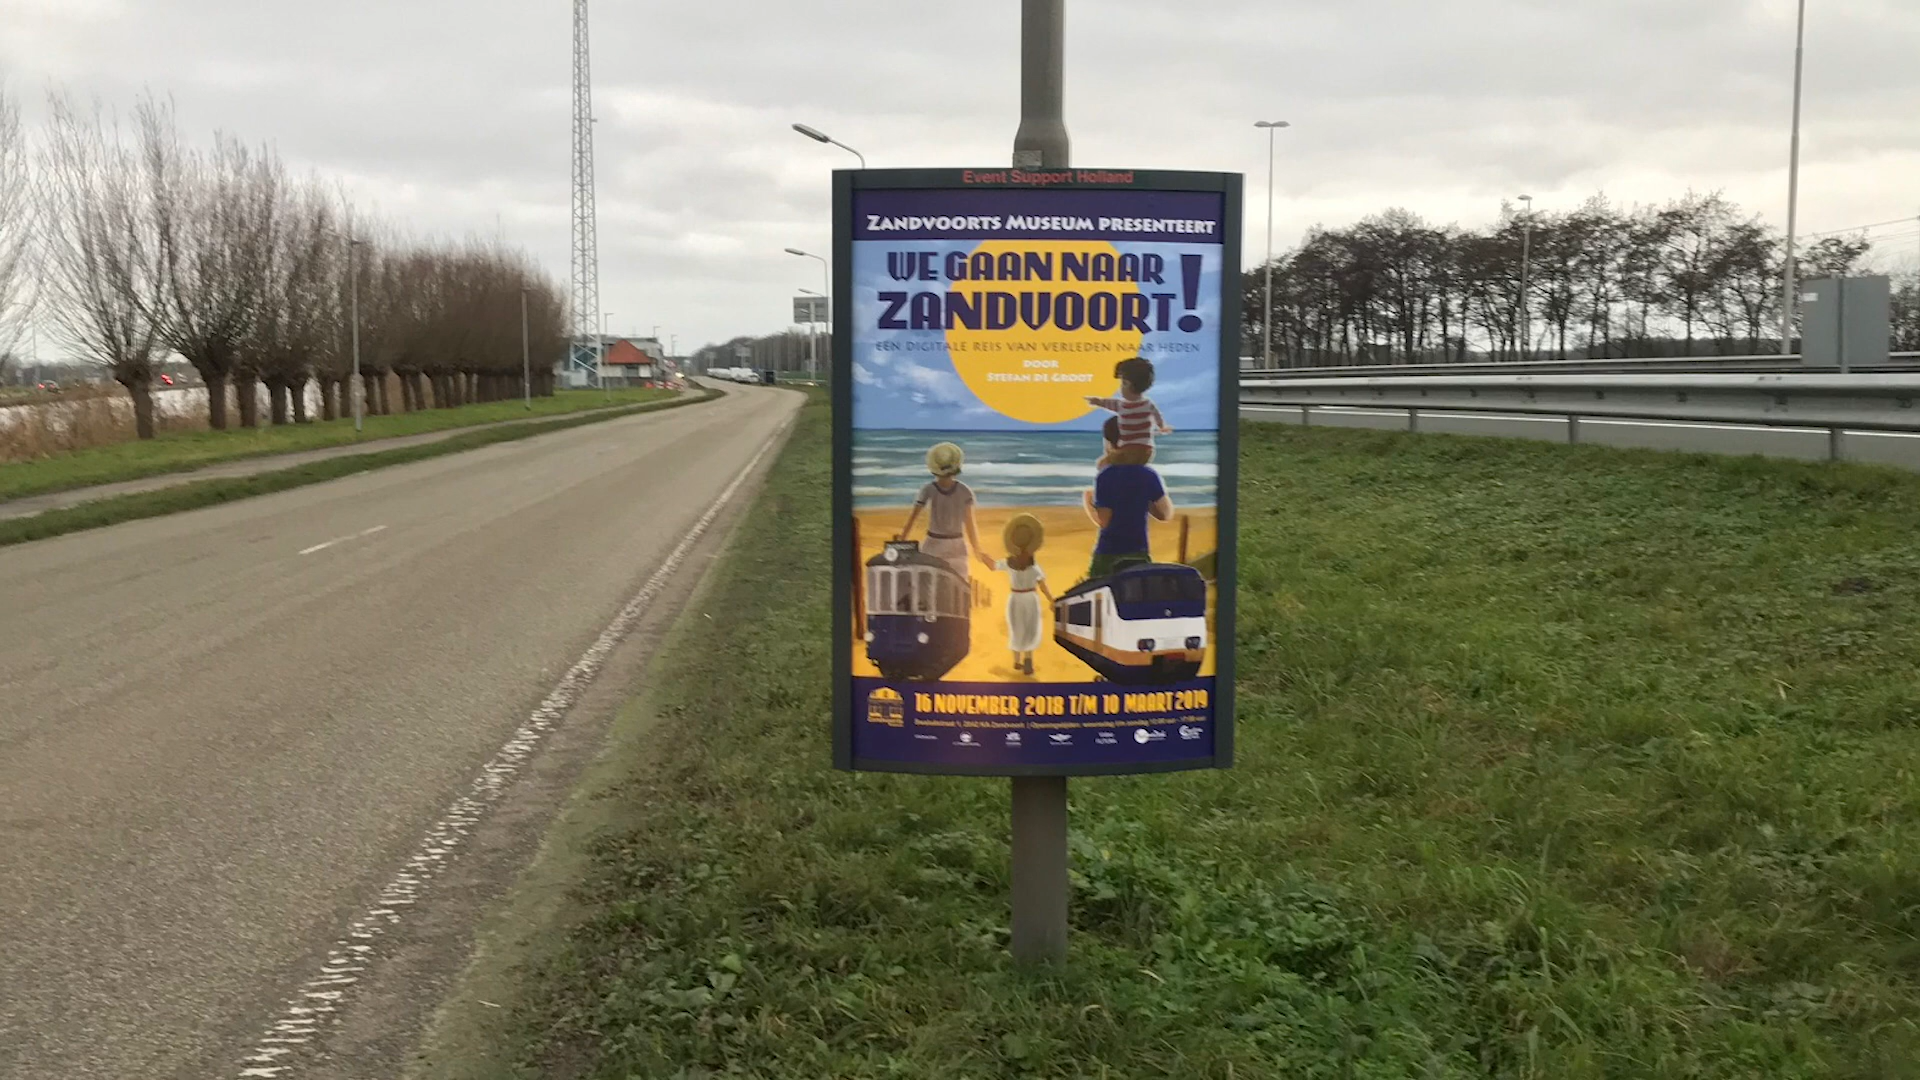 Event Support Holland
Zandvoorts Museum presenteert
WE GAAN NAAR
ZANDVOORT!
EEN DIGITALE REIS VAN VERLEDEN NAAR HEDEN
DOOR
STEFAN DE GROOT
16 NOVEMBER 2018 T/M 10 MAART 2019